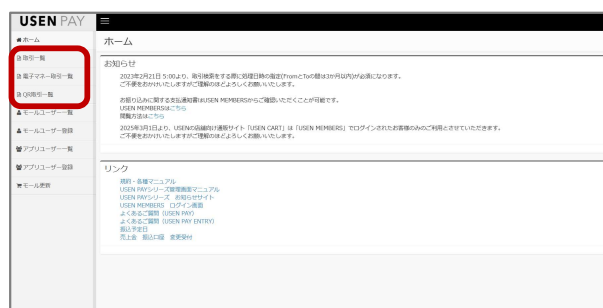 USEN PAY
ホーム
取引一覧
電子マネー取引一覧
QR取引一覧
モールユーザー一覧
モールユーザー登録
アプリユーザー一覧
アプリユーザー登録
モール更新
ホーム
お知らせ
2023年2月21日 5:00より、取引検索をする際に処理日時の指定(FromとToの間は3か月以内)が必須になります。
ご不便をおかけいたしますがご理解のほどよろしくお願いいたします。
お振り込みに関する支払通知書はUSEN MEMBERSからご確認いただくことが可能です。
USEN MEMBERSはこちら
閲覧方法はこちら
2025年3月1日より、USENの店舗向け通販サイト「USEN CART」は「USEN MEMBERS」でログインされたお客様のみのご利用とさせていただきます。
ご不便をおかけいたしますがご理解のほどよろしくお願いいたします。
リンク
規約・各種マニュアル
USEN PAYシリーズ管理画面マニュアル
USEN PAYシリーズ お知らせサイト
USEN MEMBERS ログイン画面
よくあるご質問（USEN PAY）
よくあるご質問（USEN PAY ENTRY）
振込予定日
売上金 振込口座 変更受付